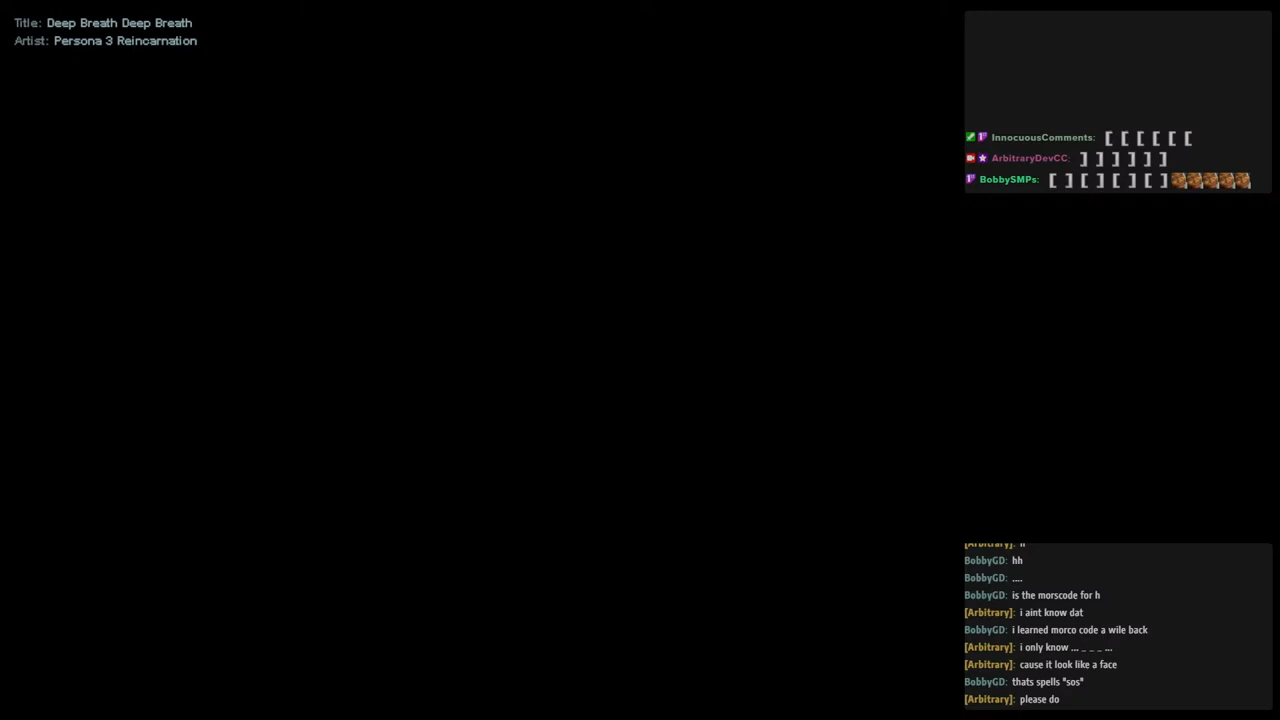 Title: Deep Breath Deep Breath
Artist: Persona 3 Reincarnation
InnocuousComments: [ [ [ [ [ [
ArbitraryDevCC: ] ] ] ] ] ]
BobbySMPs: [ ] [ ] [ ] [ ]
[Arbitrary]:
BobbyGD: hh
BobbyGD: ....
BobbyGD: is the morscode for h
[Arbitrary]: i aint know dat
BobbyGD: i learned morco code a wile back
[Arbitrary]: i only know ... _ _ _ ...
[Arbitrary]: cause it look like a face
BobbyGD: thats spells "sos"
[Arbitrary]: please do